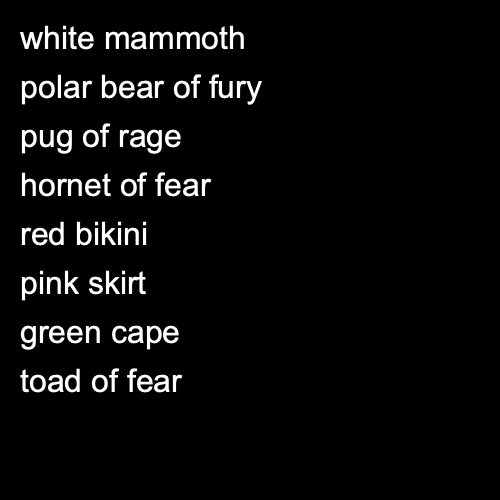 white mammoth
polar bear of fury
pug of rage
hornet of fear
red bikini
pink skirt
green cape
toad of fear